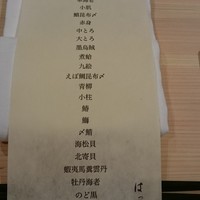 小肌
鯛昆布〆
赤身
中とろ
大とろ
墨烏賊
煮蛤
九絵
えぼ鯛昆布〆
青柳
小柱
鰆
鰤
〆鯖
海松貝
北寄貝
蝦夷馬糞雲丹
牡丹海老
のど黒